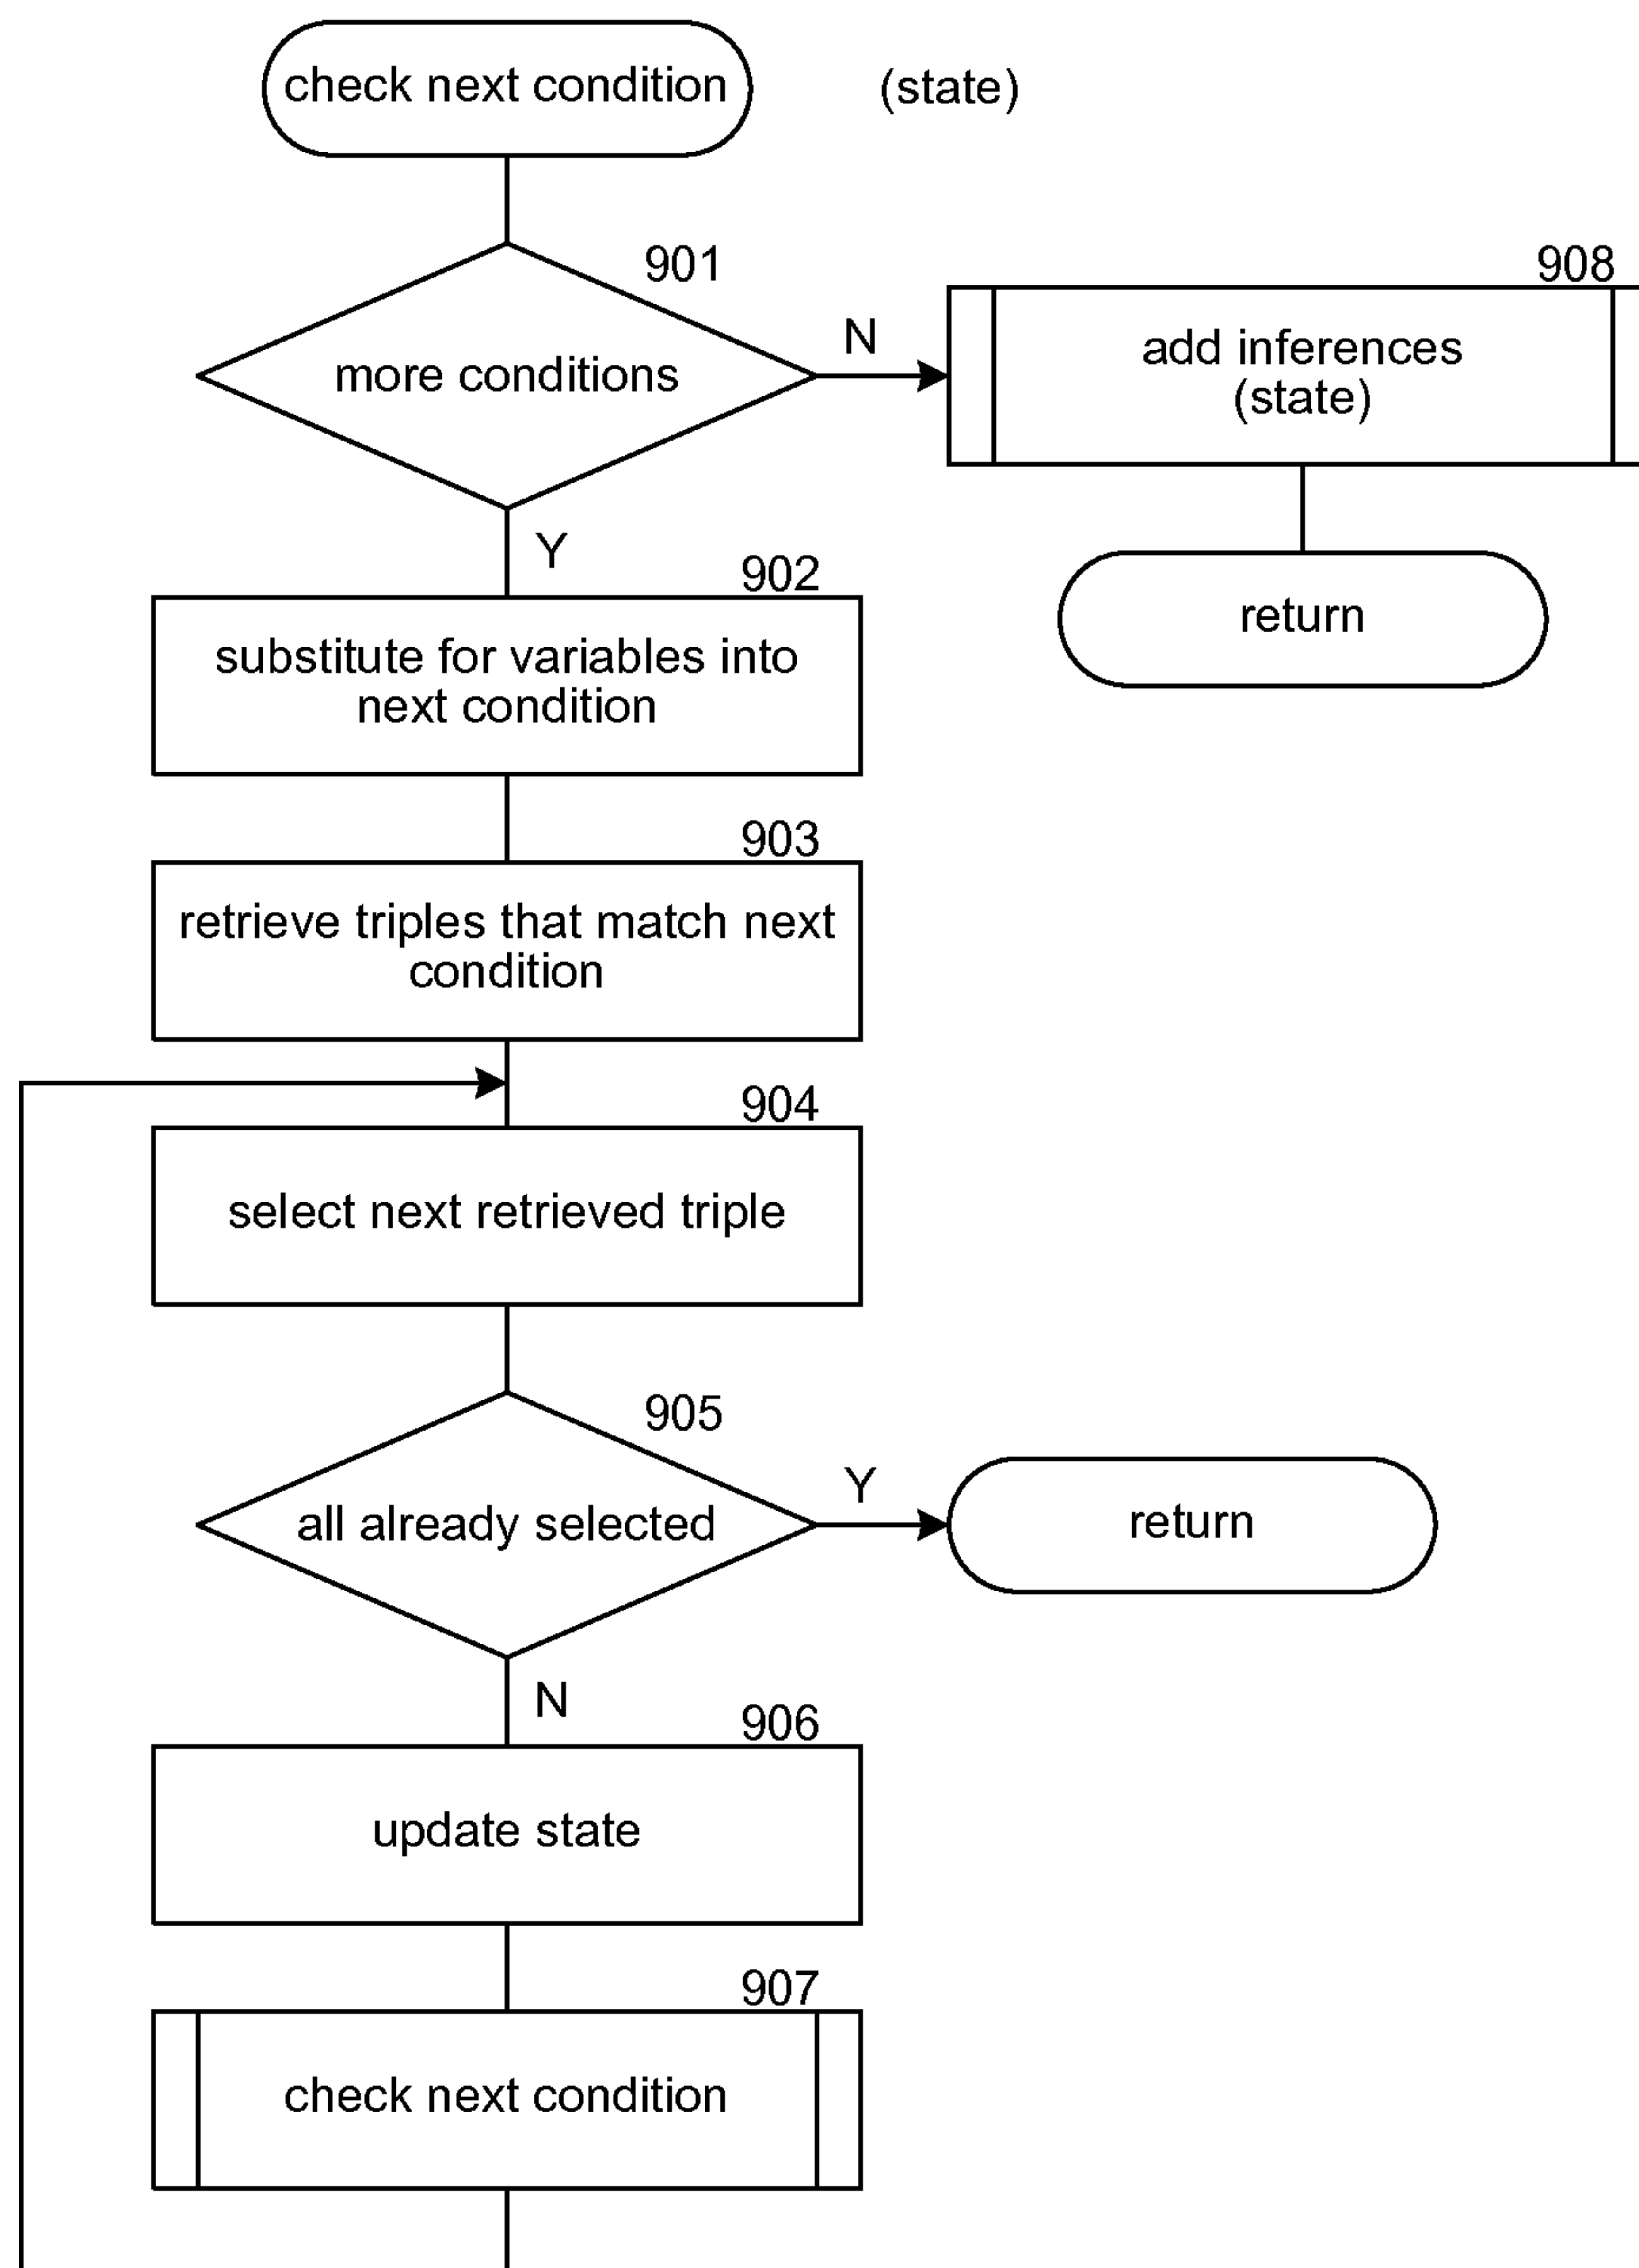 check next condition
(state)
901
more conditions
N
908
add inferences
(state)
return
Y
902
substitute for variables into
next condition
903
retrieve triples that match next
condition
904
select next retrieved triple
905
all already selected
Y
return
N
906
update state
907
check next condition